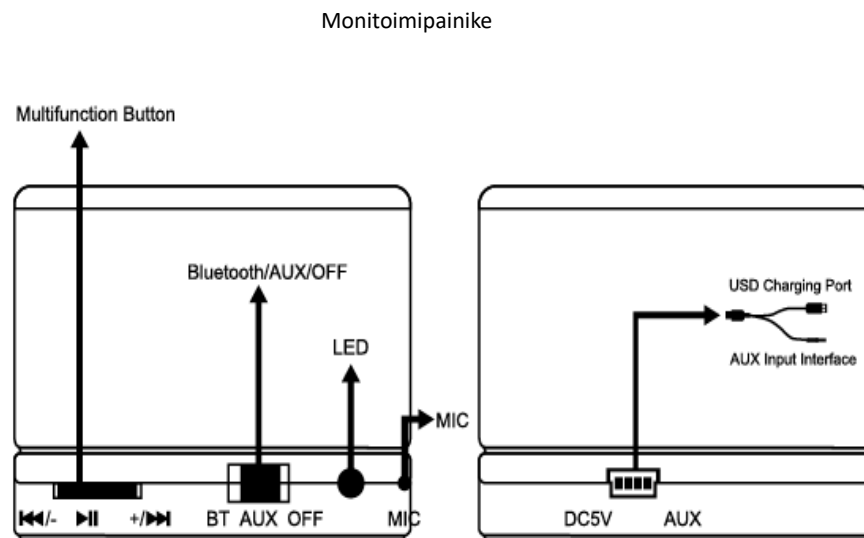 Monitoimipainike
Multifunction Button
Bluetooth/AUX/OFF
LED
MIC
⏮/- ⏯ +/⏭ BT AUX OFF MIC
USD Charging Port
AUX Input Interface
DC5V AUX